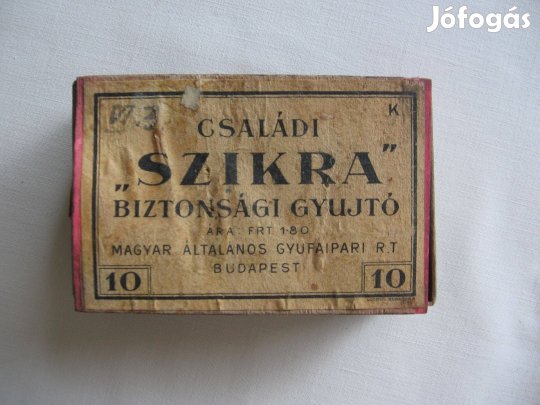 Jófogás
K
CSALÁDI
„SZIKRA"
BIZTONSÁGI GYUJTÓ
ÁRA: FRT 1·80
MAGYAR ÁLTALÁNOS GYUFAIPARI R.T
BUDAPEST
10 10